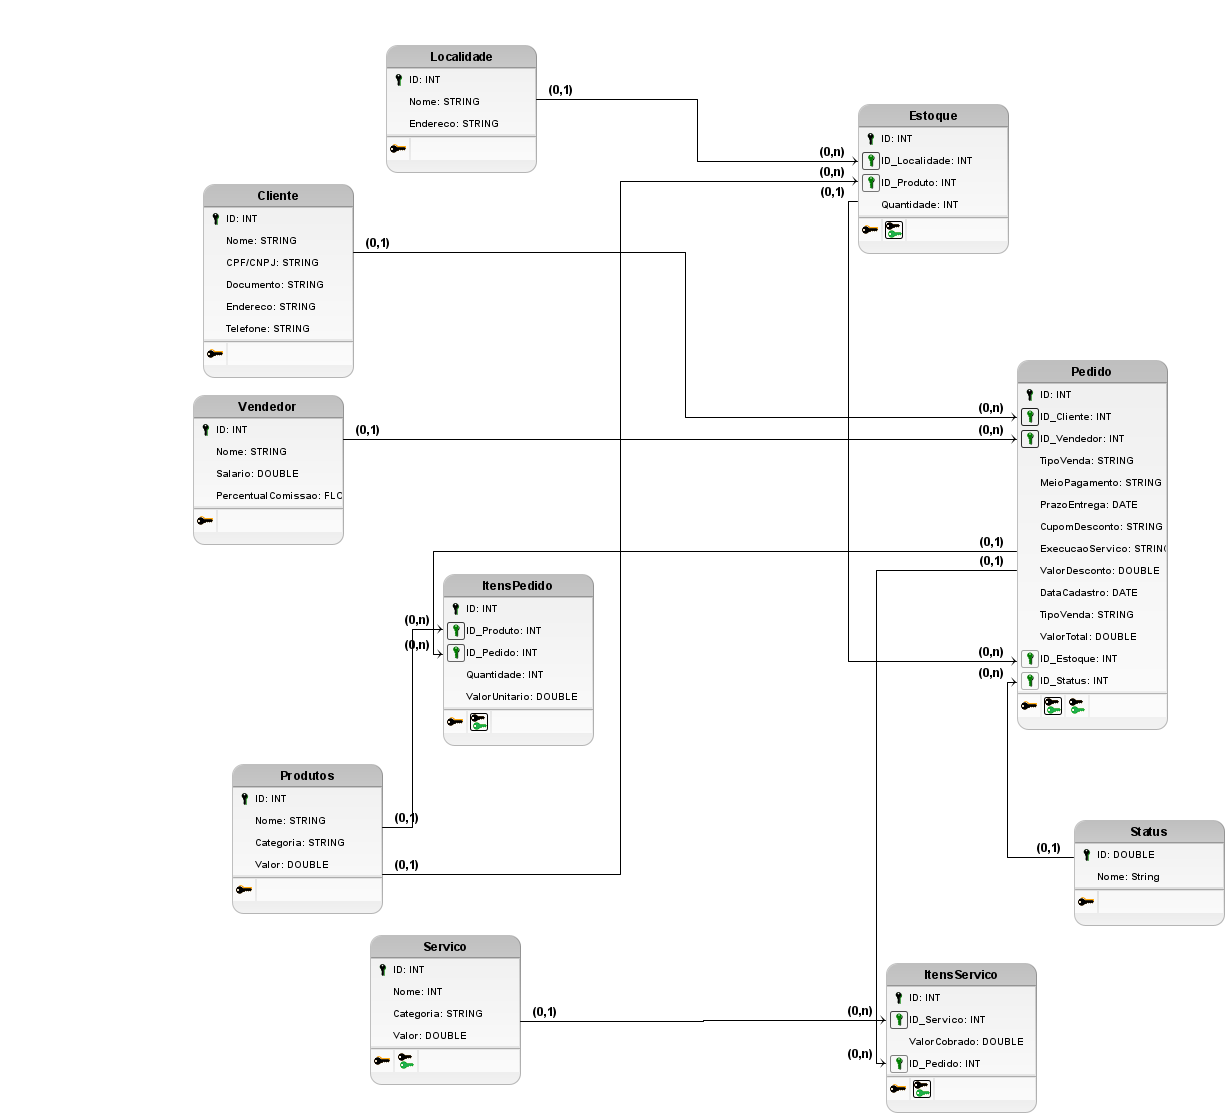 Localidade
ID: INT
Nome: STRING
Endereco: STRING
(0,1)
Estoque
ID: INT
ID_Localidade: INT
ID_Produto: INT
Quantidade: INT
(0,n)
(0,n)
(0,1)
Cliente
ID: INT
Nome: STRING
CPF/CNPJ: STRING
Documento: STRING
Endereco: STRING
Telefone: STRING
(0,1)
Vendedor
ID: INT
Nome: STRING
Salario: DOUBLE
PercentualComissao: FLO
(0,1)
Pedido
ID: INT
ID_Cliente: INT
ID_Vendedor: INT
TipoVenda: STRING
MeioPagamento: STRING
PrazoEntrega: DATE
CupomDesconto: STRING
ExecucaoServico: STRING
ValorDesconto: DOUBLE
DataCadastro: DATE
TipoVenda: STRING
ValorTotal: DOUBLE
ID_Estoque: INT
ID_Status: INT
(0,n)
(0,n)
(0,1)
(0,1)
(0,n)
(0,n)
ItensPedido
ID: INT
ID_Produto: INT
ID_Pedido: INT
Quantidade: INT
ValorUnitario: DOUBLE
(0,n)
(0,n)
Produtos
ID: INT
Nome: STRING
Categoria: STRING
Valor: DOUBLE
(0,1)
(0,1)
Status
ID: DOUBLE
Nome: String
(0,1)
Servico
ID: INT
Nome: INT
Categoria: STRING
Valor: DOUBLE
(0,1)
ItensServico
ID: INT
ID_Servico: INT
ValorCobrado: DOUBLE
ID_Pedido: INT
(0,n)
(0,n)